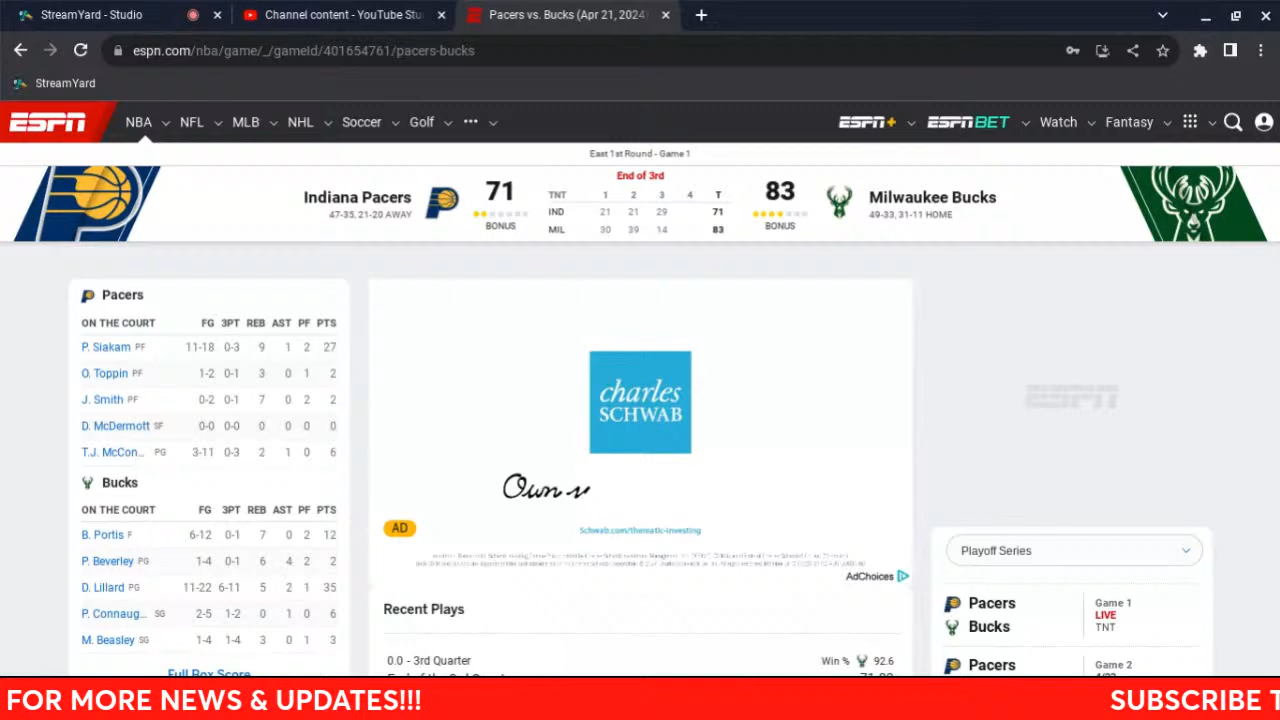 StreamYard - Studio
Channel content - YouTube Stu
Pacers vs. Bucks (Apr 21, 2024)
espn.com/nba/game/_/gameId/401654761/pacers-bucks
StreamYard
ESPN NBA NFL MLB NHL Soccer Golf ESPN+ ESPN BET Watch Fantasy
East 1st Round - Game 1
End of 3rd
Indiana Pacers
47-35, 21-20 AWAY
71
BONUS
TNT 1 2 3 4 T
IND 21 21 29 71
MIL 30 39 14 83
83
BONUS
Milwaukee Bucks
49-33, 31-11 HOME
Pacers
ON THE COURT FG 3PT REB AST PF PTS
P. Siakam PF 11-18 0-3 9 1 2 27
O. Toppin PF 1-2 0-1 3 0 1 2
J. Smith PF 0-2 0-1 7 0 2 2
D. McDermott SF 0-0 0-0 0 0 0 0
T.J. McCon... PG 3-11 0-3 2 1 0 6
Bucks
ON THE COURT FG 3PT REB AST PF PTS
B. Portis F 6-12 0-1 7 0 2 12
P. Beverley PG 1-4 0-1 6 4 2 2
D. Lillard PG 11-22 6-11 5 2 1 35
P. Connaug... SG 2-5 1-2 0 1 0 6
M. Beasley SG 1-4 1-4 3 0 1 3
Full Box Score
charles
SCHWAB
Own
AD
Schwab.com/thematic-investing
AdChoices
Recent Plays
0.0 - 3rd Quarter
Win % 92.6
ESPN
Playoff Series
Pacers
Bucks
Game 1
LIVE
TNT
Pacers
Game 2
FOR MORE NEWS & UPDATES!!!
SUBSCRIBE